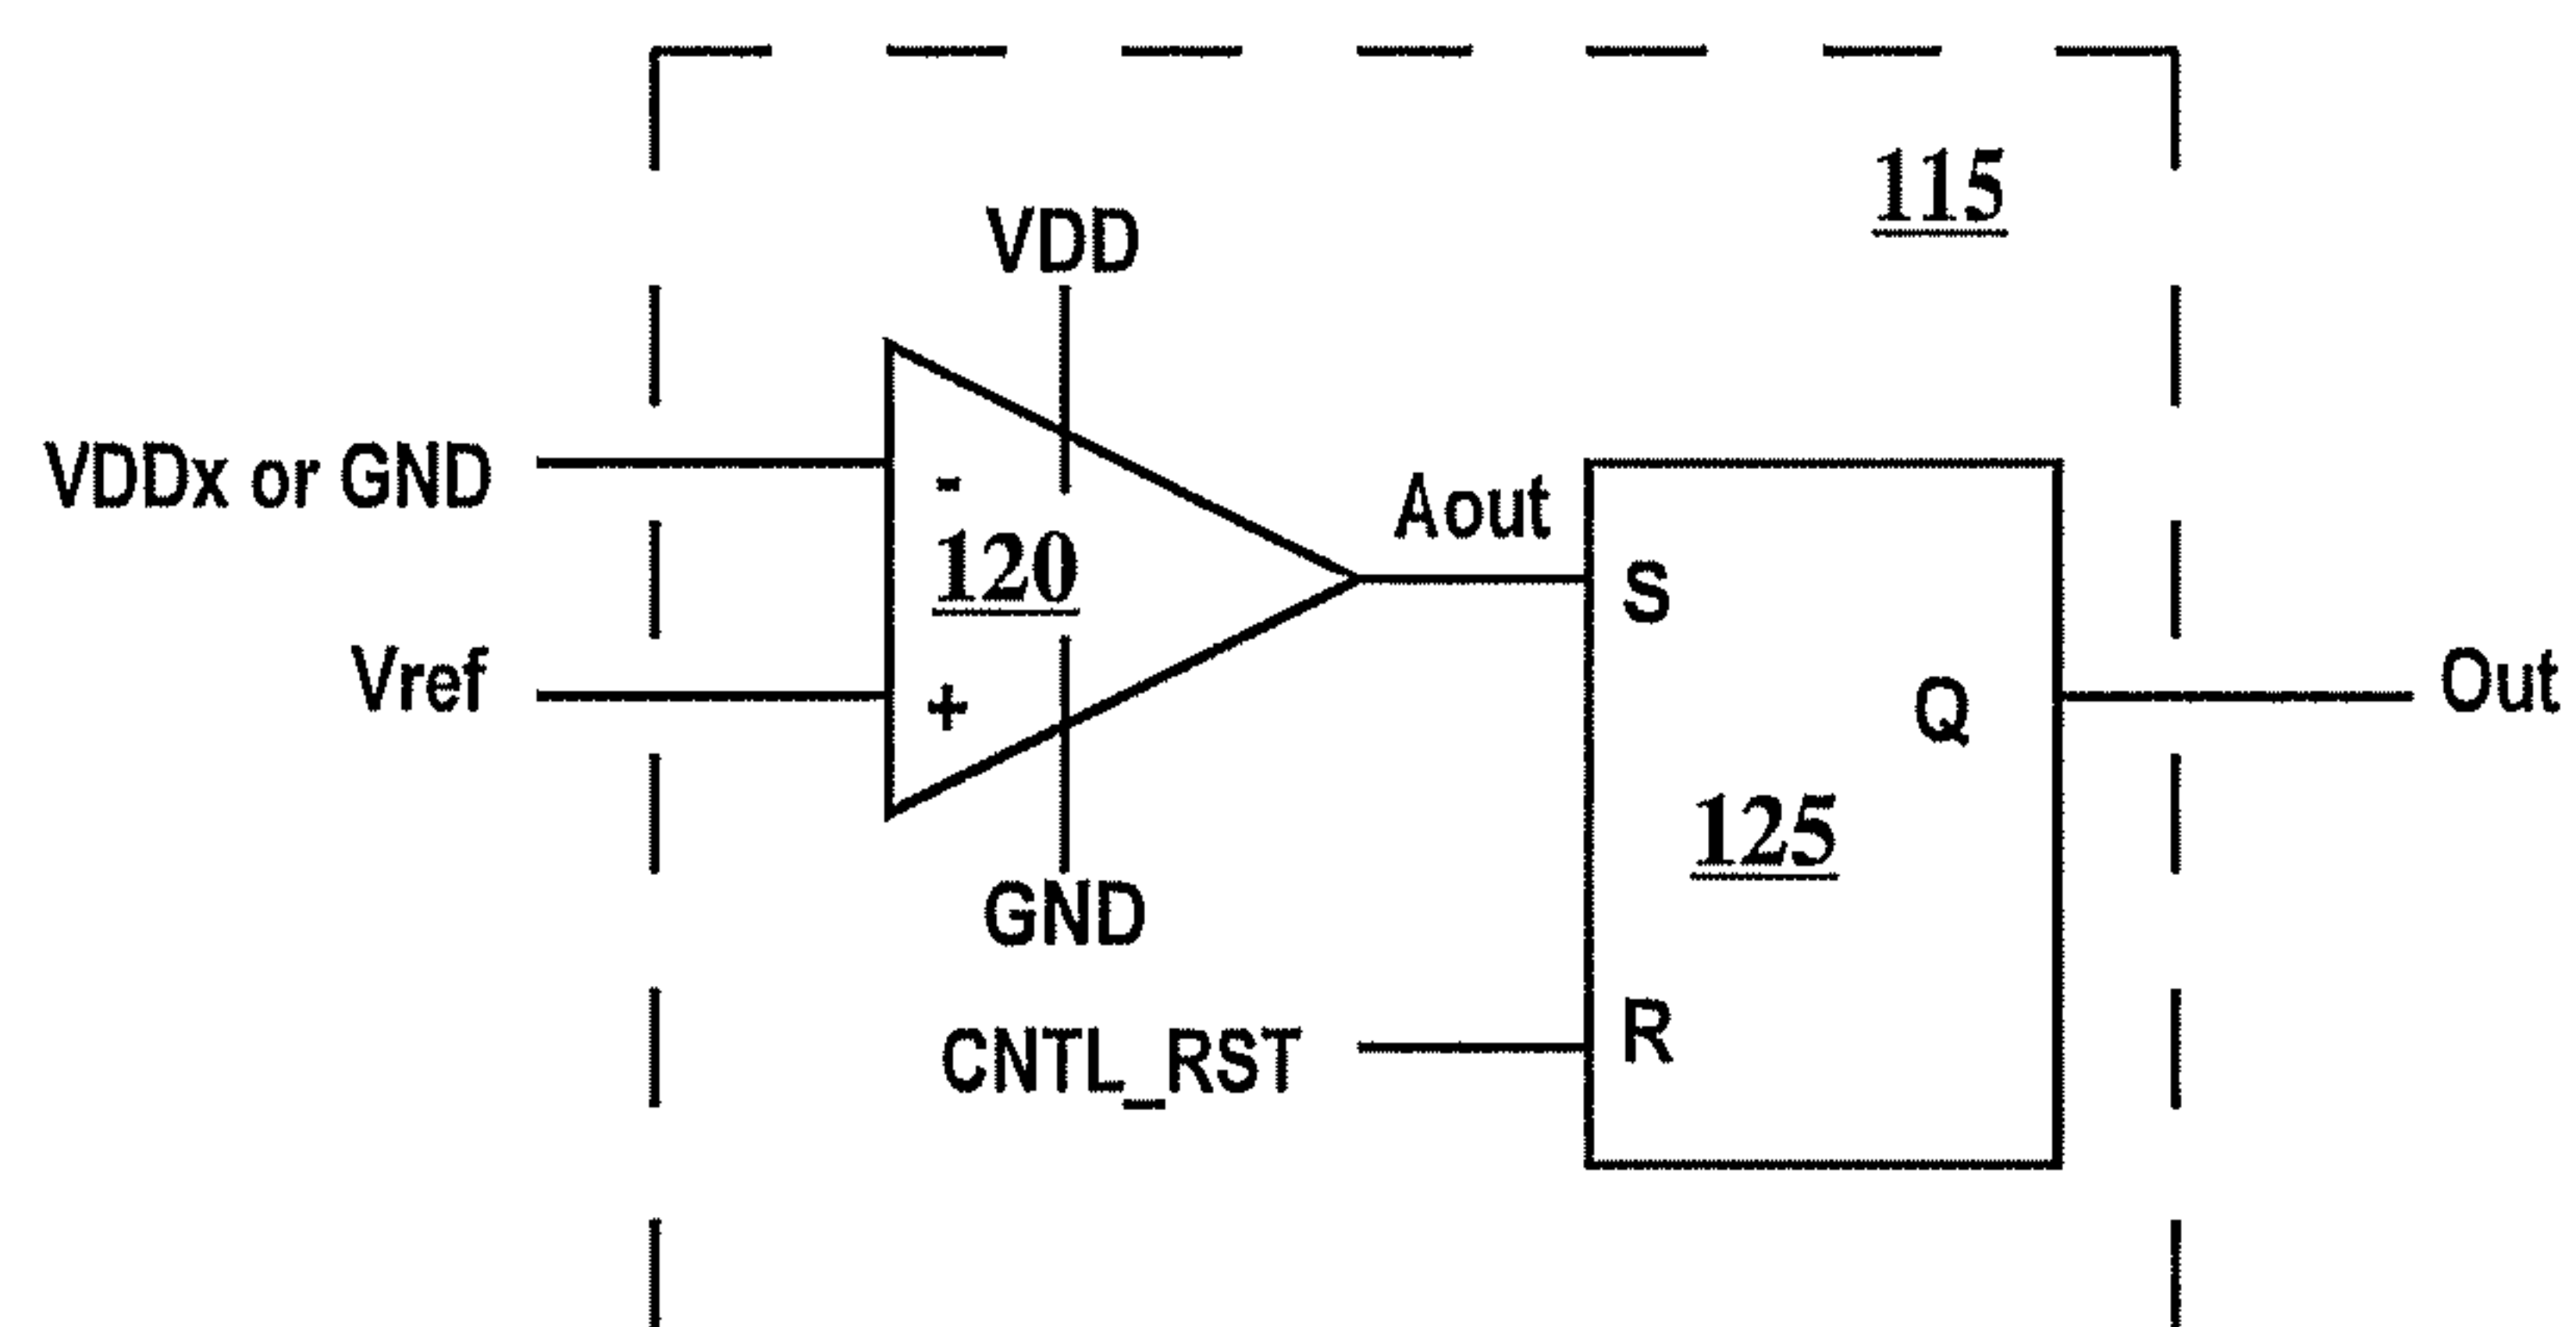 115
VDD
VDDx or GND
-
120
Aout
S
Vref
+
Q
Out
125
GND
CNTL_RST
R